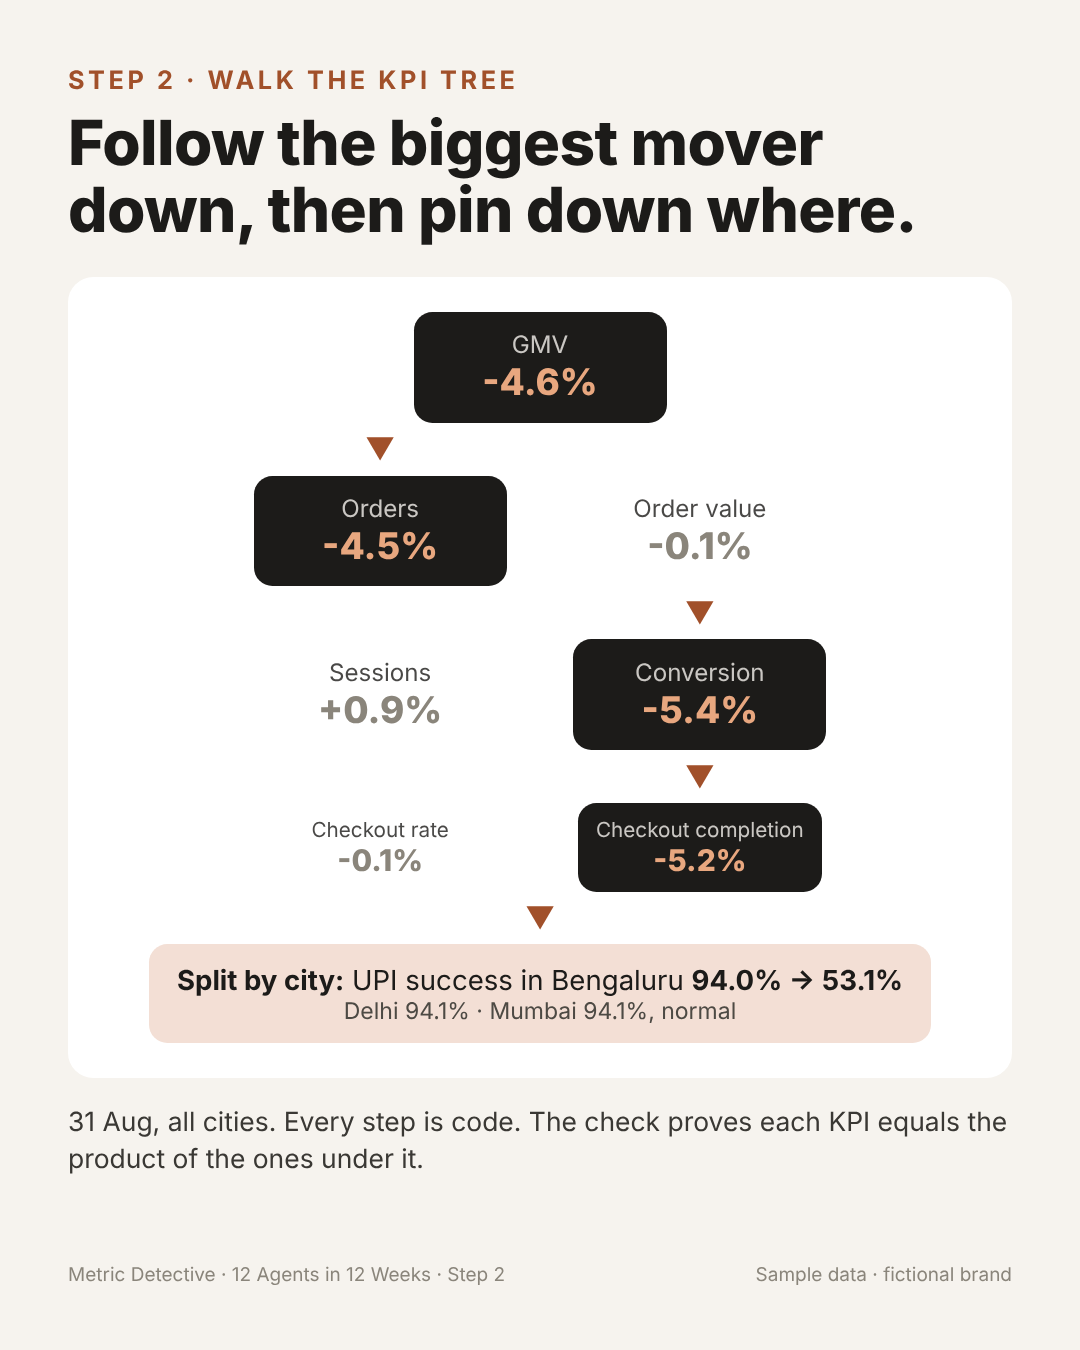 STEP 2 · WALK THE KPI TREE
Follow the biggest mover
down, then pin down where.
GMV
-4.6%
Orders
-4.5%
Order value
-0.1%
Sessions
+0.9%
Conversion
-5.4%
Checkout rate
-0.1%
Checkout completion
-5.2%
Split by city: UPI success in Bengaluru 94.0% → 53.1%
Delhi 94.1% · Mumbai 94.1%, normal
31 Aug, all cities. Every step is code. The check proves each KPI equals the
product of the ones under it.
Metric Detective · 12 Agents in 12 Weeks · Step 2
Sample data · fictional brand